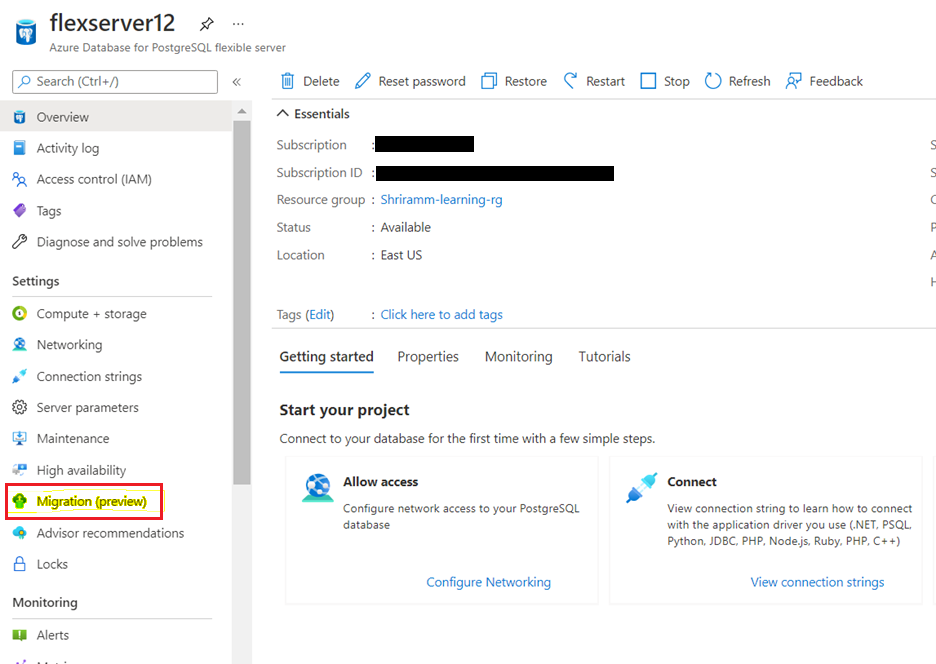 flexserver12
Azure Database for PostgreSQL flexible server
Search (Ctrl+/)
«
Delete
Reset password
Restore
Restart
Stop
Refresh
Feedback
Overview
Activity log
Access control (IAM)
Tags
Diagnose and solve problems
Settings
Compute + storage
Networking
Connection strings
Server parameters
Maintenance
High availability
Migration (preview)
Advisor recommendations
Locks
Monitoring
Alerts
Essentials
Subscription :
Subscription ID :
Resource group : Shriramm-learning-rg
Status : Available
Location : East US
Tags (Edit) : Click here to add tags
Getting started
Properties
Monitoring
Tutorials
Start your project
Connect to your database for the first time with a few simple steps.
Allow access
Configure network access to your PostgreSQL
database
Configure Networking
Connect
View connection string to learn how to connect
with the application driver you use (.NET, PSQL,
Python, JDBC, PHP, Node.js, Ruby, PHP, C++)
View connection strings